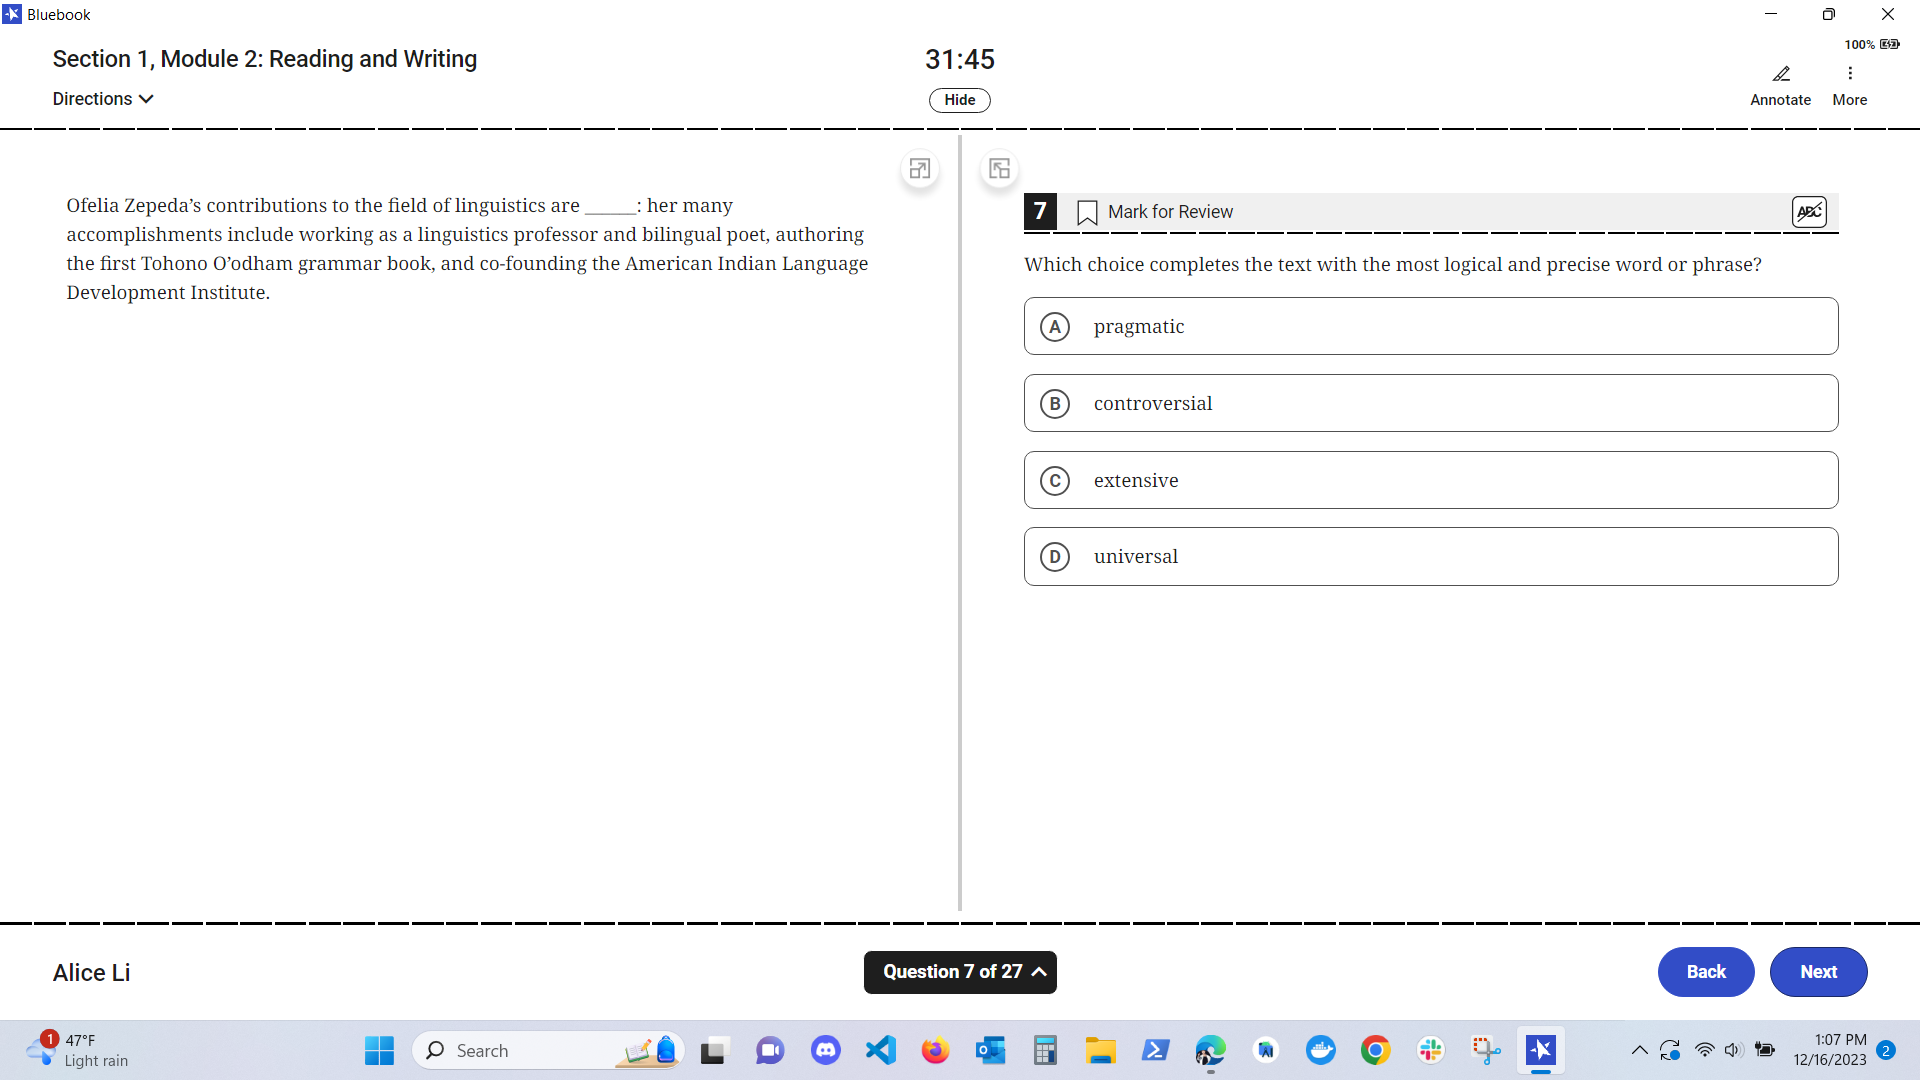 Bluebook
Section 1, Module 2: Reading and Writing
31:45
100%
Directions
Hide
Annotate
More
Ofelia Zepeda’s contributions to the field of linguistics are ______: her many
accomplishments include working as a linguistics professor and bilingual poet, authoring
the first Tohono O’odham grammar book, and co-founding the American Indian Language
Development Institute.
7
Mark for Review
ABC
Which choice completes the text with the most logical and precise word or phrase?
A pragmatic
B controversial
C extensive
D universal
Alice Li
Question 7 of 27
Back
Next
1
47°F
Light rain
Search
1:07 PM
12/16/2023
2